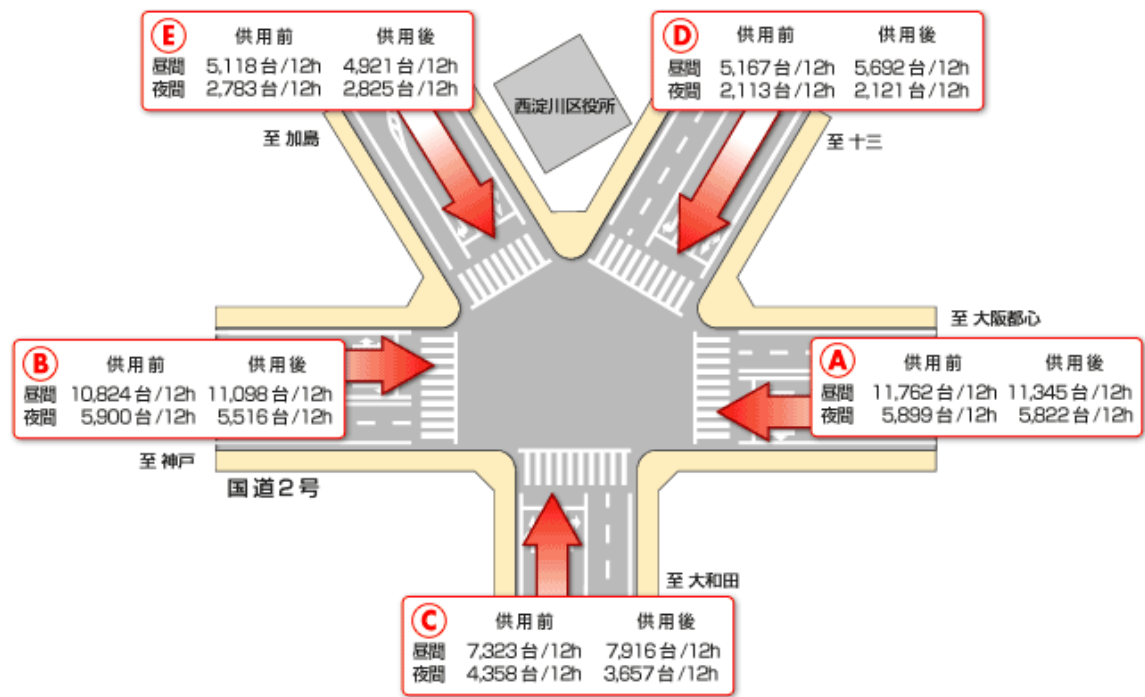 E 供用前 供用後
昼間 5,118台/12h 4,921台/12h
夜間 2,783台/12h 2,825台/12h
D 供用前 供用後
昼間 5,167台/12h 5,692台/12h
夜間 2,113台/12h 2,121台/12h
西淀川区役所
至 加島
至 十三
至 大阪都心
B 供用前 供用後
昼間 10,824台/12h 11,098台/12h
夜間 5,900台/12h 5,516台/12h
A 供用前 供用後
昼間 11,762台/12h 11,345台/12h
夜間 5,899台/12h 5,822台/12h
至 神戸
国道2号
至 大和田
C 供用前 供用後
昼間 7,323台/12h 7,916台/12h
夜間 4,358台/12h 3,657台/12h